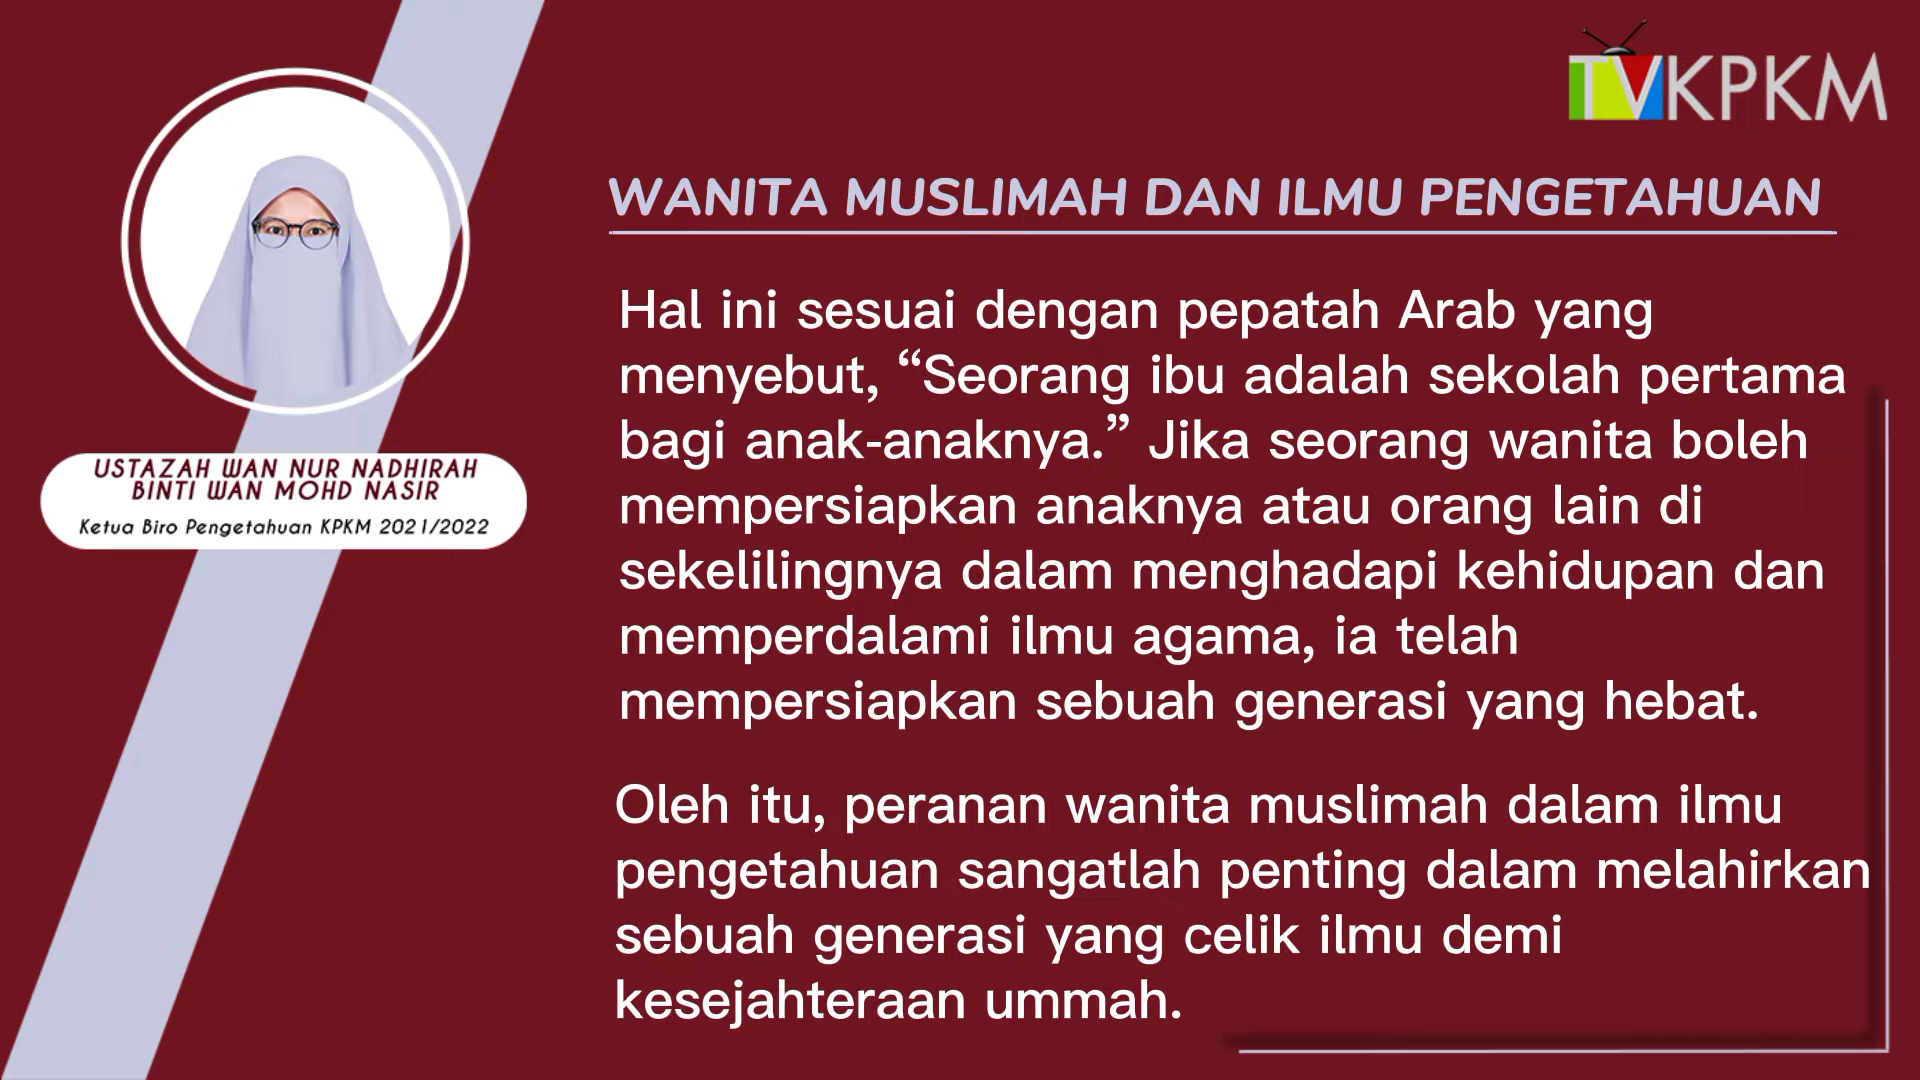 TVKPKM
WANITA MUSLIMAH DAN ILMU PENGETAHUAN
Hal ini sesuai dengan pepatah Arab yang
menyebut, “Seorang ibu adalah sekolah pertama
bagi anak-anaknya.” Jika seorang wanita boleh
mempersiapkan anaknya atau orang lain di
sekelilingnya dalam menghadapi kehidupan dan
memperdalami ilmu agama, ia telah
mempersiapkan sebuah generasi yang hebat.
Oleh itu, peranan wanita muslimah dalam ilmu
pengetahuan sangatlah penting dalam melahirkan
sebuah generasi yang celik ilmu demi
kesejahteraan ummah.
USTAZAH WAN NUR NADHIRAH
BINTI WAN MOHD NASIR
Ketua Biro Pengetahuan KPKM 2021/2022